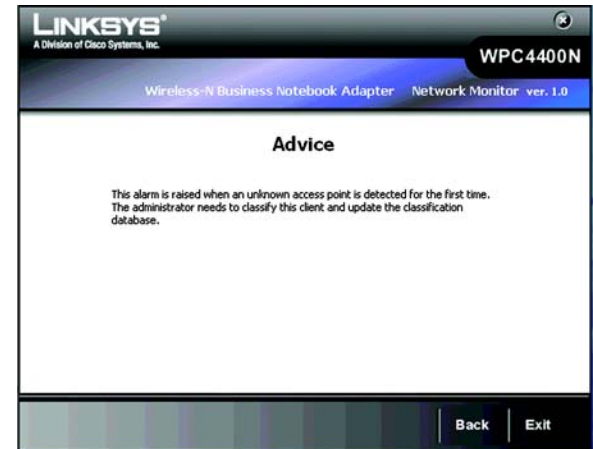 LINKSYS®
A Division of Cisco Systems, Inc.
WPC4400N
Wireless-N Business Notebook Adapter Network Monitor ver. 1.0
Advice
This alarm is raised when an unknown access point is detected for the first time.
The administrator needs to classify this client and update the classification
database.
Back Exit